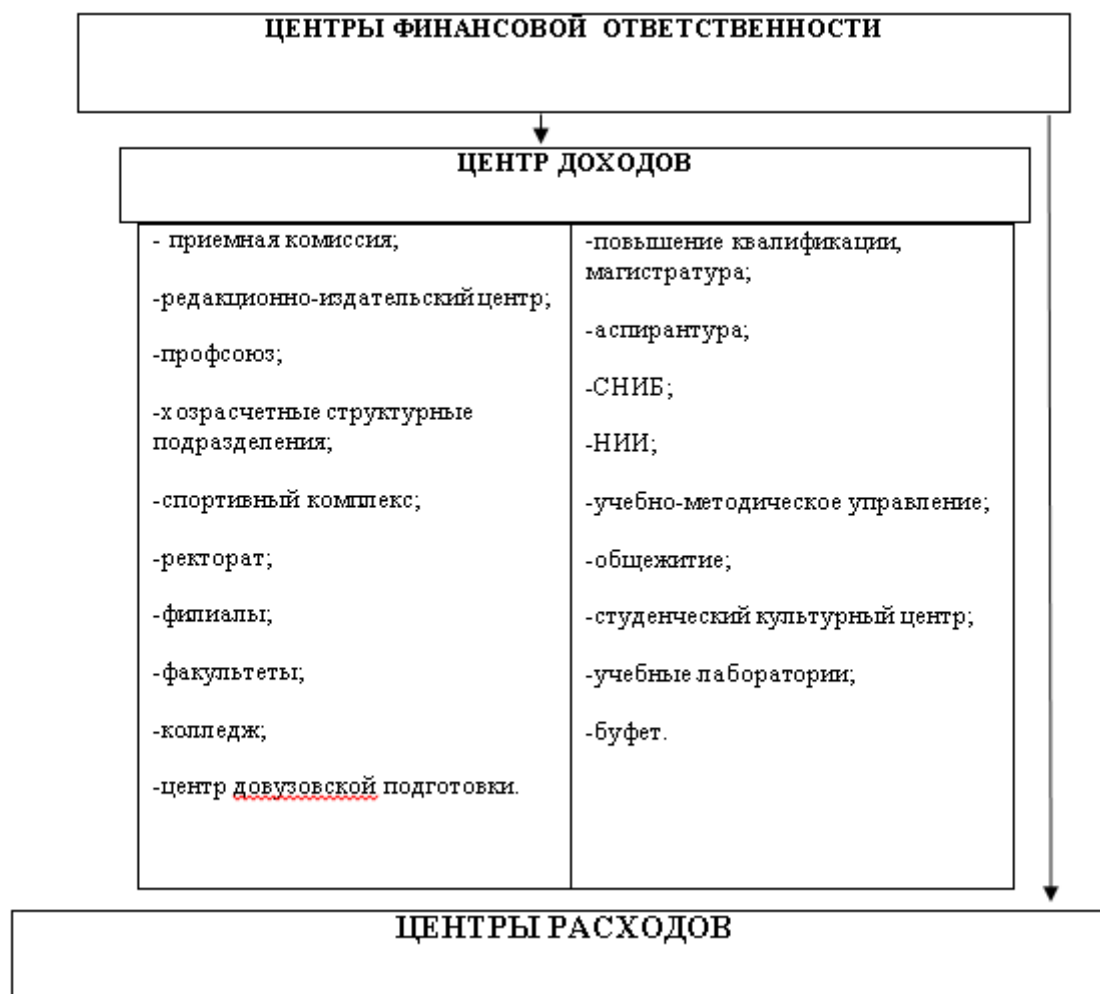 ЦЕНТРЫ ФИНАНСОВОЙ ОТВЕТСТВЕННОСТИ
ЦЕНТР ДОХОДОВ
- приемная комиссия;
-редакционно-издательский центр;
-профсоюз;
-хозрасчетные структурные
подразделения;
-спортивный комплекс;
-ректорат;
-филиалы;
-факультеты;
-колледж;
-центр довузовской подготовки.
-повышение квалификации,
магистратура;
-аспирантура;
-СНИБ;
-НИИ;
-учебно-методическое управление;
-общежитие;
-студенческий культурный центр;
-учебные лаборатории;
-буфет.
ЦЕНТРЫ РАСХОДОВ